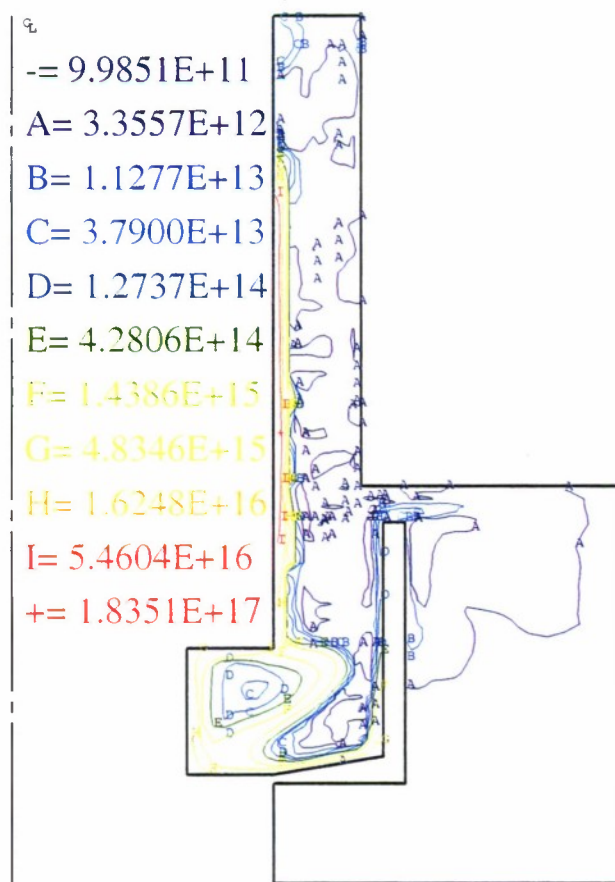 CL
-= 9.9851E+11
A= 3.3557E+12
B= 1.1277E+13
C= 3.7900E+13
D= 1.2737E+14
E= 4.2806E+14
F= 1.4386E+15
G= 4.8346E+15
H= 1.6248E+16
I= 5.4604E+16
+= 1.8351E+17